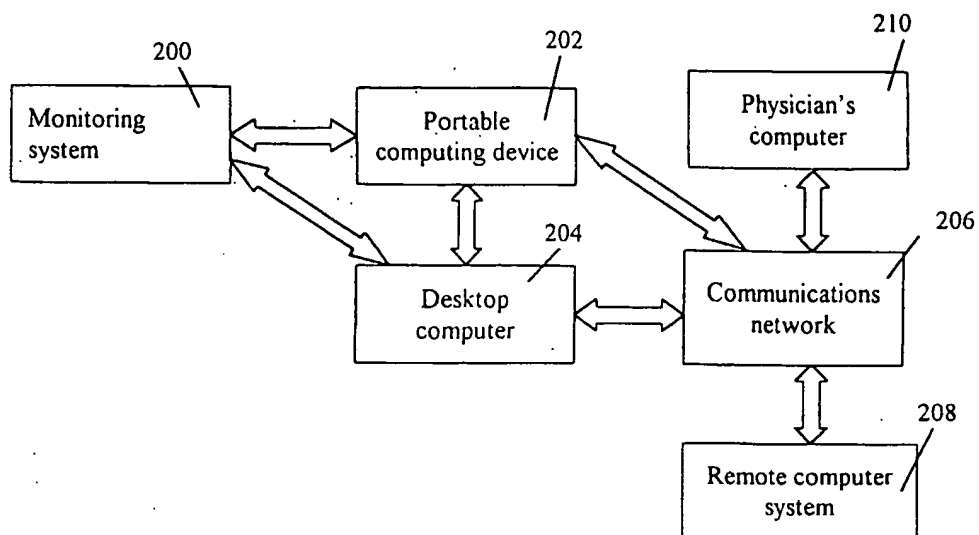 200
202
210
Monitoring
system
Portable
computing device
Physician's
computer
204
206
Desktop
computer
Communications
network
208
Remote computer
system